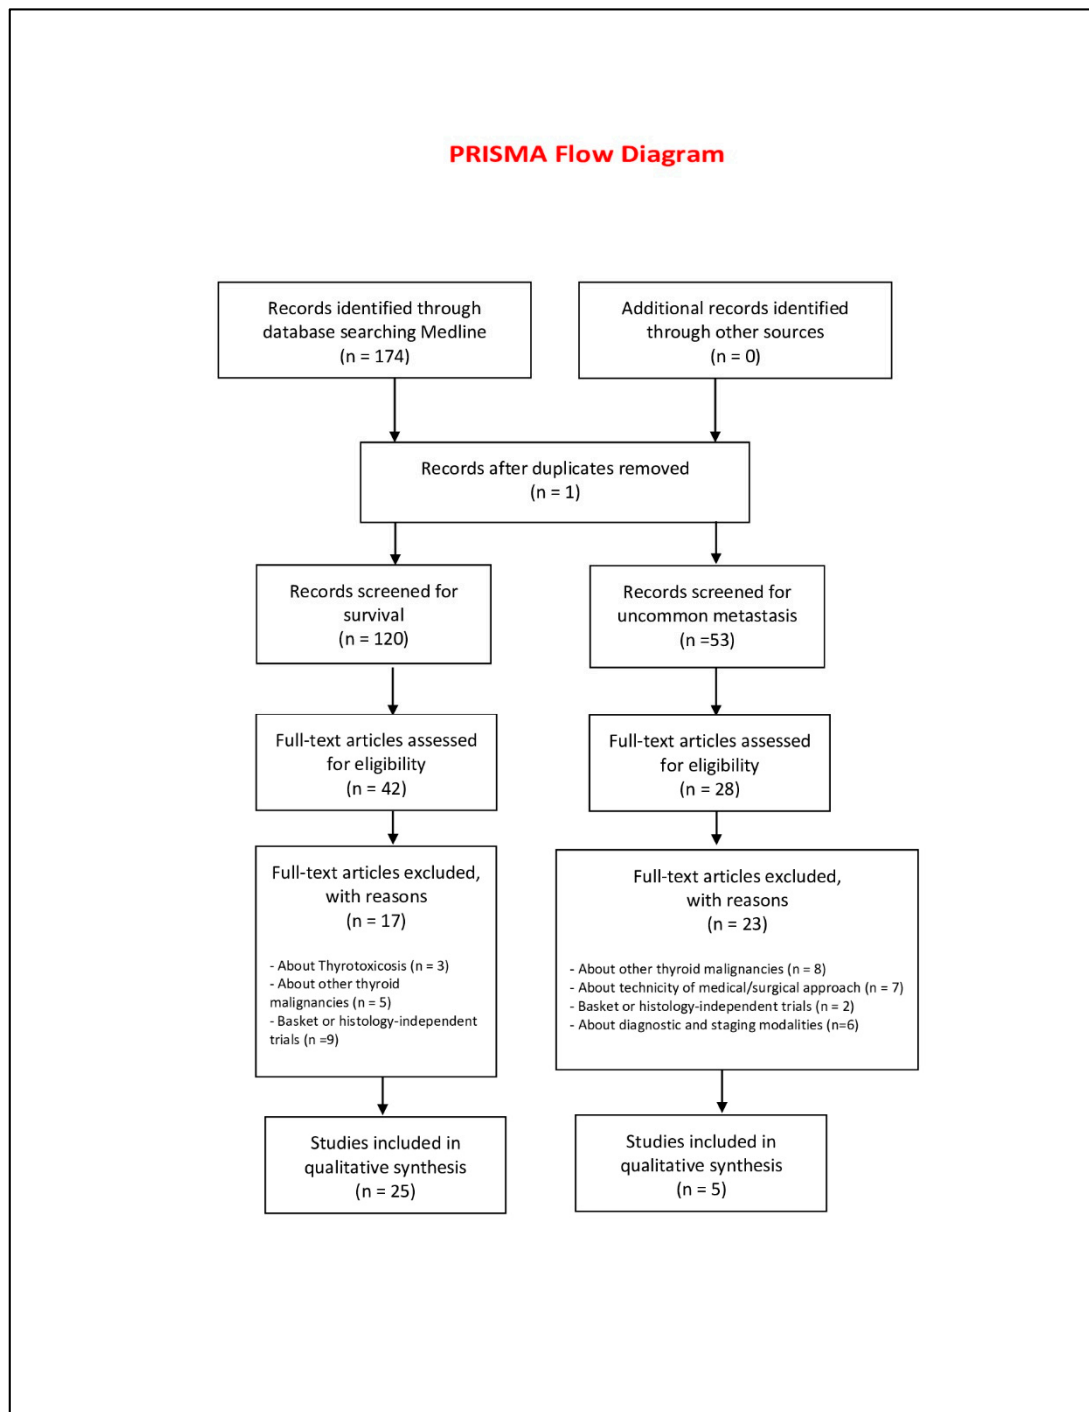 PRISMA Flow Diagram
Records identified through
database searching Medline
(n = 174)
Additional records identified
through other sources
(n = 0)
Records after duplicates removed
(n = 1)
Records screened for
survival
(n = 120)
Records screened for
uncommon metastasis
(n =53)
Full-text articles assessed
for eligibility
(n = 42)
Full-text articles assessed
for eligibility
(n = 28)
Full-text articles excluded,
with reasons
(n = 17)
- About Thyrotoxicosis (n = 3)
- About other thyroid
malignancies (n = 5)
- Basket or histology-independent
trials (n =9)
Full-text articles excluded,
with reasons
(n = 23)
- About other thyroid malignancies (n = 8)
- About technicity of medical/surgical approach (n = 7)
- Basket or histology-independent trials (n = 2)
- About diagnostic and staging modalities (n=6)
Studies included in
qualitative synthesis
(n = 25)
Studies included in
qualitative synthesis
(n = 5)